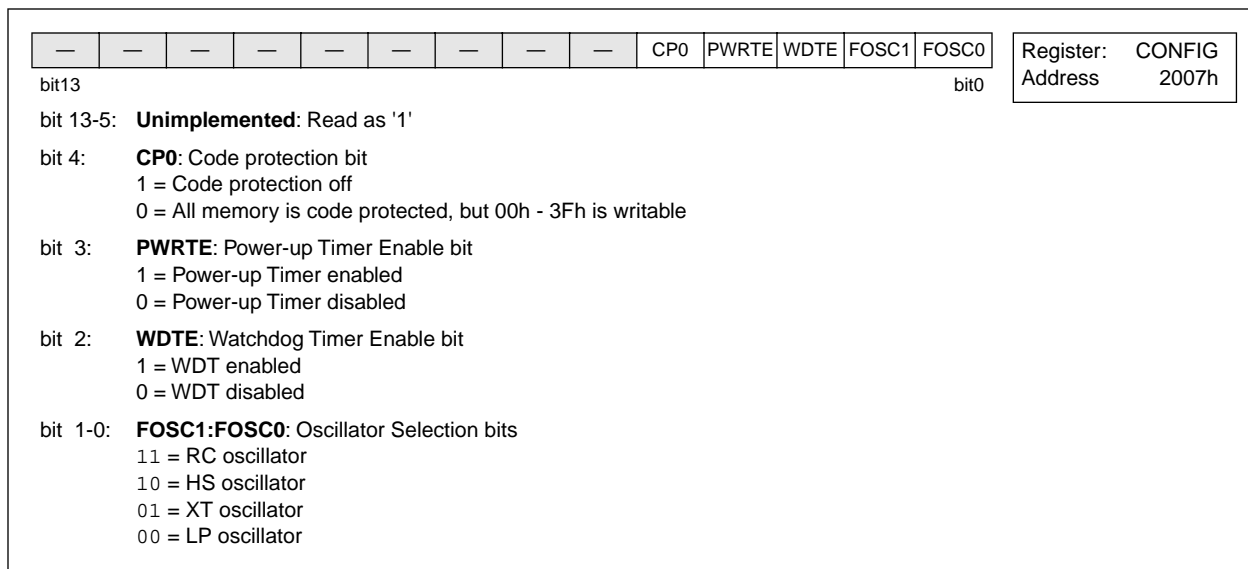 — — — — — — — — — CP0 PWRTE WDTE FOSC1 FOSC0
Register: CONFIG
Address 2007h
bit13 bit0
bit 13-5: Unimplemented: Read as '1'
bit 4: CP0: Code protection bit
1 = Code protection off
0 = All memory is code protected, but 00h - 3Fh is writable
bit 3: PWRTE: Power-up Timer Enable bit
1 = Power-up Timer enabled
0 = Power-up Timer disabled
bit 2: WDTE: Watchdog Timer Enable bit
1 = WDT enabled
0 = WDT disabled
bit 1-0: FOSC1:FOSC0: Oscillator Selection bits
11 = RC oscillator
10 = HS oscillator
01 = XT oscillator
00 = LP oscillator